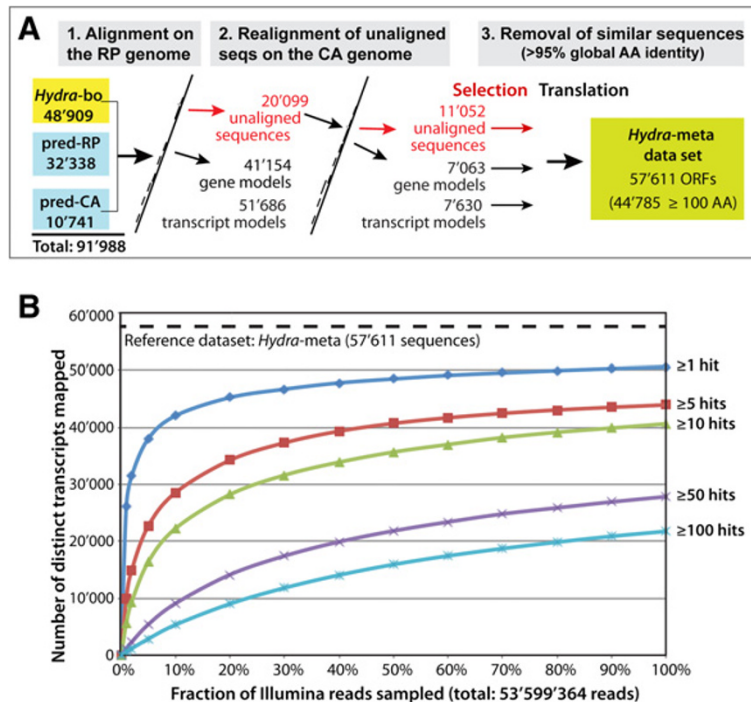 A
1. Alignment on
the RP genome
2. Realignment of unaligned
seqs on the CA genome
3. Removal of similar sequences
(>95% global AA identity)
Hydra-bo
48’909
pred-RP
32’338
pred-CA
10’741
Total: 91’988
20’099
unaligned
sequences
41’154
gene models
51’686
transcript models
Selection
Translation
11’052
unaligned
sequences
7’063
gene models
7’630
transcript models
Hydra-meta
data set
57’611 ORFs
(44’785 ≥ 100 AA)
B
Number of distinct transcripts mapped
60’000
50’000
40’000
30’000
20’000
10’000
0
Reference dataset: Hydra-meta (57’611 sequences)
≥1 hit
≥5 hits
≥10 hits
≥50 hits
≥100 hits
0% 10% 20% 30% 40% 50% 60% 70% 80% 90% 100%
Fraction of Illumina reads sampled (total: 53’599’364 reads)